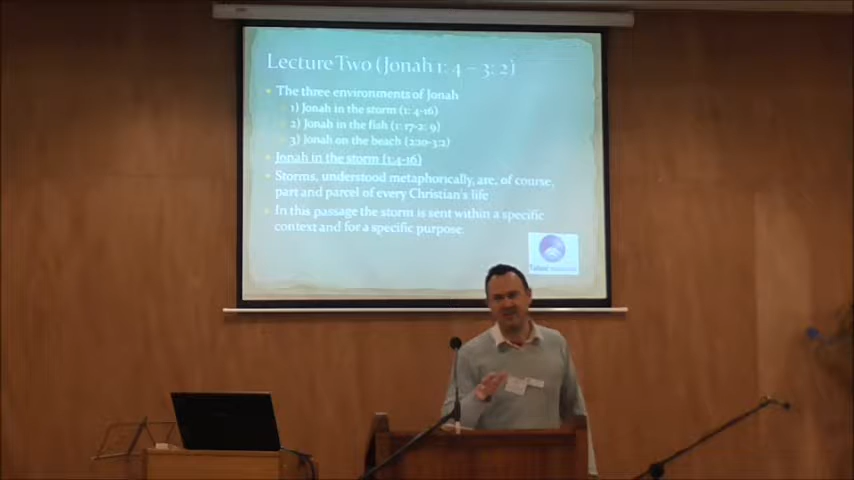 Lecture Two (Jonah 1: 4 – 3: 2)
The three environments of Jonah
1) Jonah in the storm (1: 4-16)
2) Jonah in the fish (1: 17-2: 9)
3) Jonah on the beach (2:10-3:2)
Jonah in the storm (1:4-16)
Storms, understood metaphorically, are, of course,
part and parcel of every Christian's life
In this passage the storm is sent within a specific
context and for a specific purpose.